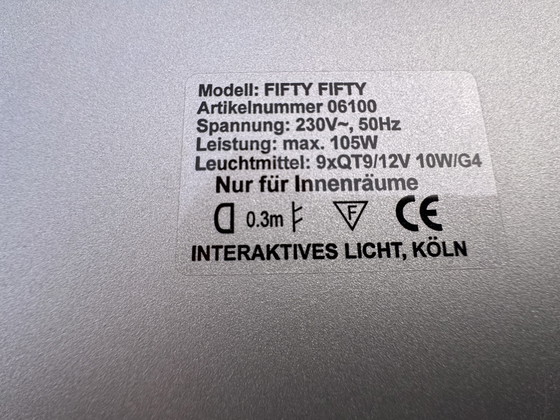 Modell: FIFTY FIFTY
Artikelnummer 06100
Spannung: 230V~, 50Hz
Leistung: max. 105W
Leuchtmittel: 9xQT9/12V 10W/G4
Nur für Innenräume
0.3m F CE
INTERAKTIVES LICHT, KÖLN